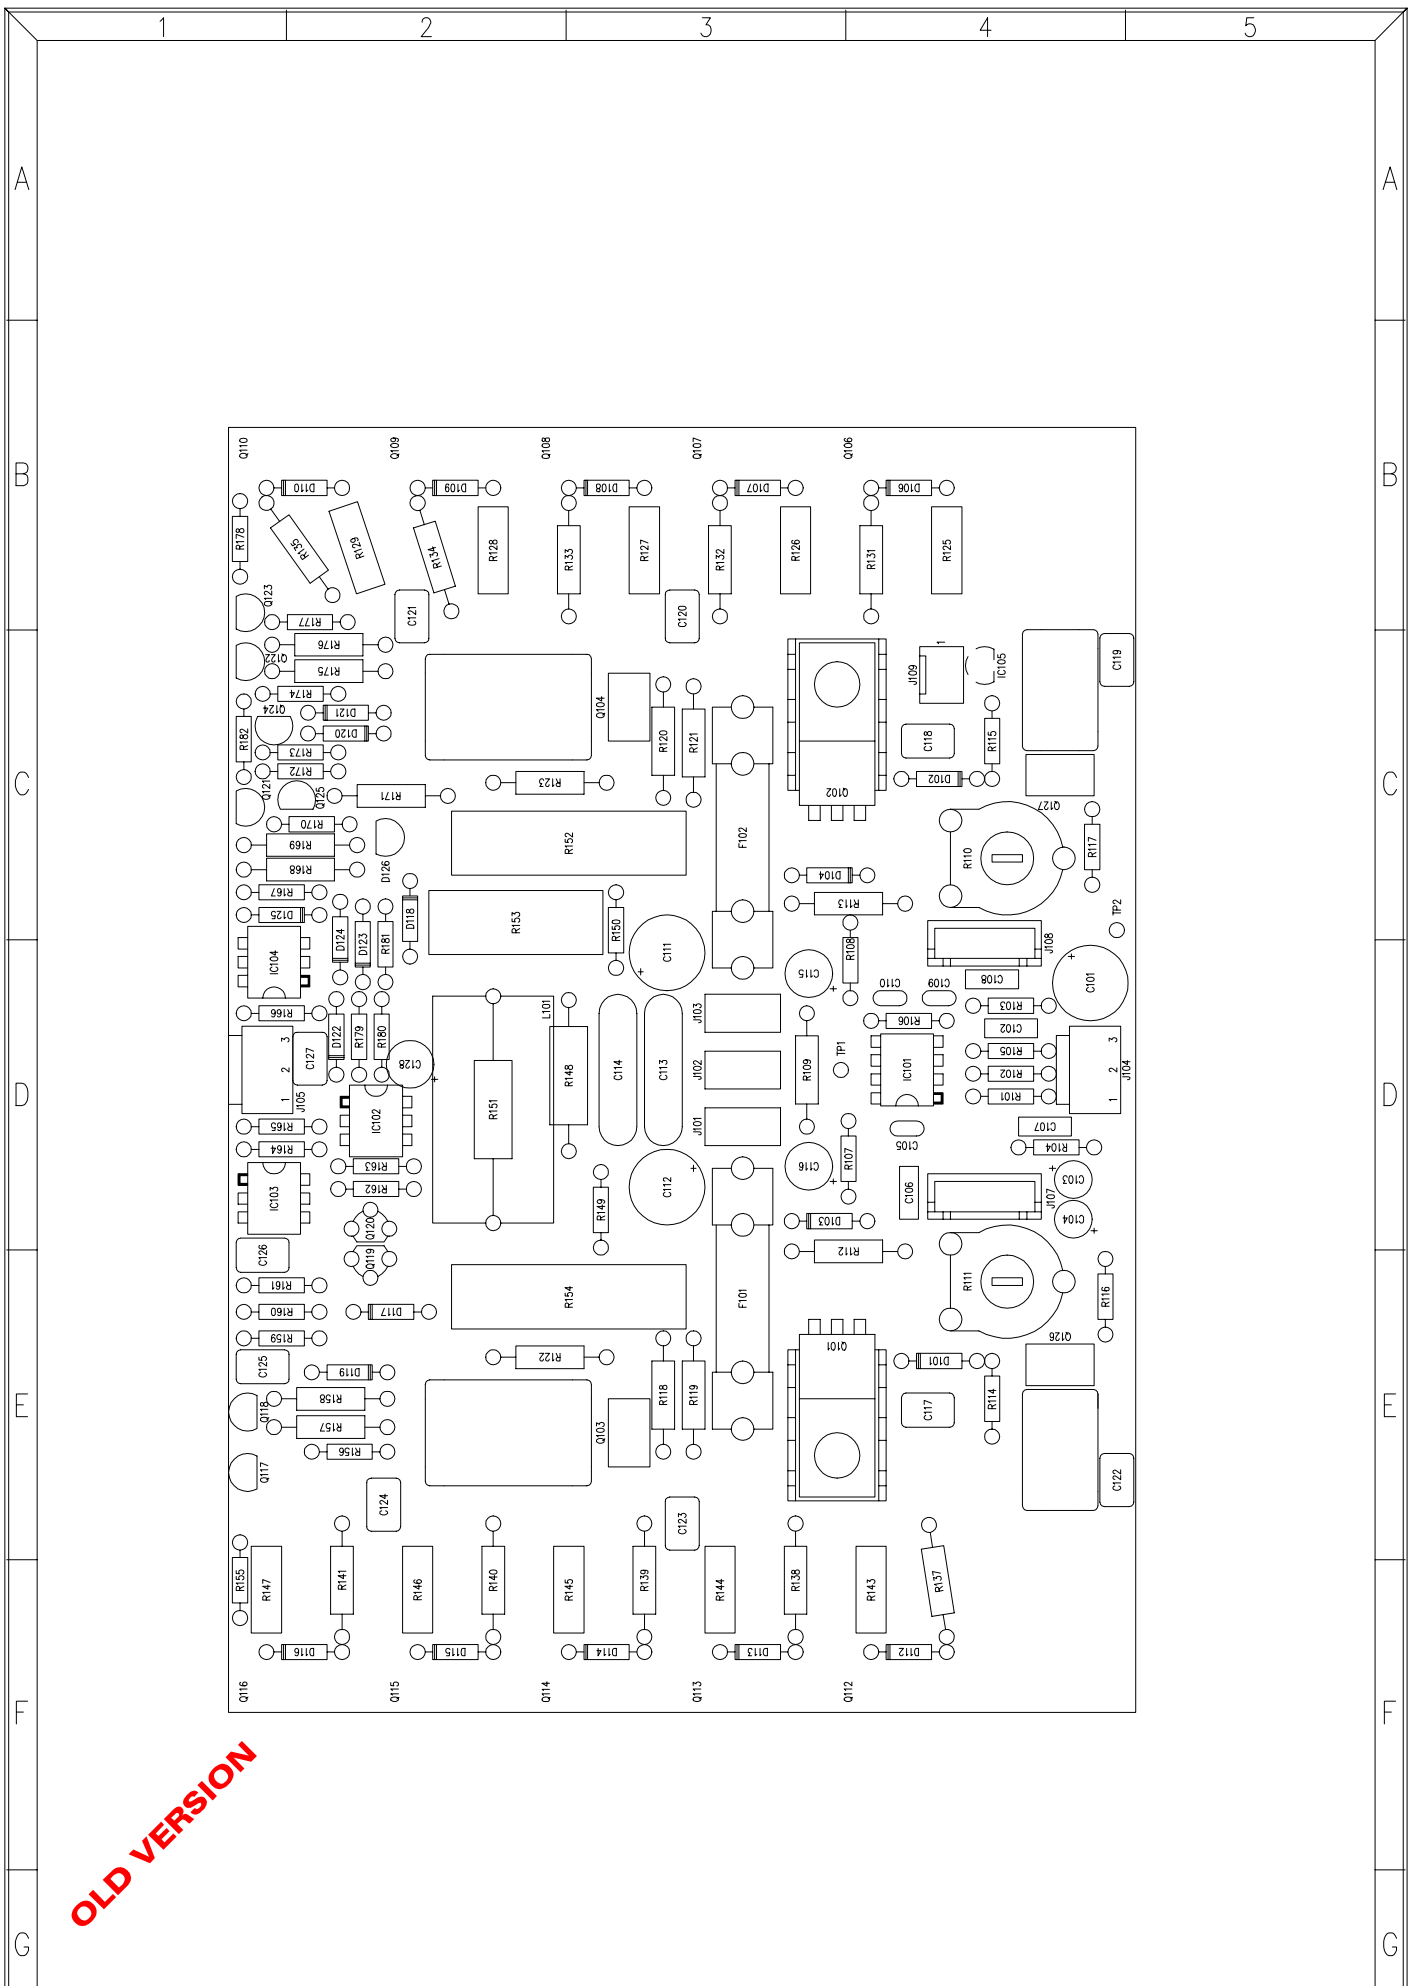 1 2 3 4 5
A A
Q110 Q109 Q108 Q107 Q106
B B
D110 D109 D108 D107 D106
R178 R135 R129 R134 R128 R133 R127 R132 R126 R131 R125
Q123 C121 C120
R177
R176
Q122 R175 J109 1 IC105 C119
R174 Q104
Q124 D121
R182 D120 R120 R121 C118 R115
R173
R172 R123 D102
C C
Q121 Q125 R171 Q102 Q127
R170
R169 R152 F102 R110 R117
R168 D126
R167 D104
D125 D118 R153 R150 R113 TP2
D124 D123 R181 C111 + R108 J108
IC104 C115 + C108 C101 +
C110 C109
R166 L101 J103 R103
D122 R179 R180 R106 C102
3 2 1 J105 C127 C128 + R148 C114 C113 J102 R109 TP1 IC101 R105 3 2 1 J104
R102
D D
R151 R101
R165 IC102 J101 C105 C107
R164 R107 R104
R163 C116 + C103 +
IC103 R162 C112 + C106 J107
Q120 R149 D103 C104 +
C126 Q119 R112
R161 R154 F101 R111 R116
R160 D117
R159 Q101 Q126
C125 D119 R122 D101
R158 R118 R119 R114
E E
Q118 R157 Q103 C117
R156
Q117 C124 C123 C122
R155 R147 R141 R146 R140 R145 R139 R144 R138 R143 R137
D116 D115 D114 D113 D112
Q116 Q115 Q114 Q113 Q112
F F
OLD VERSION
G G